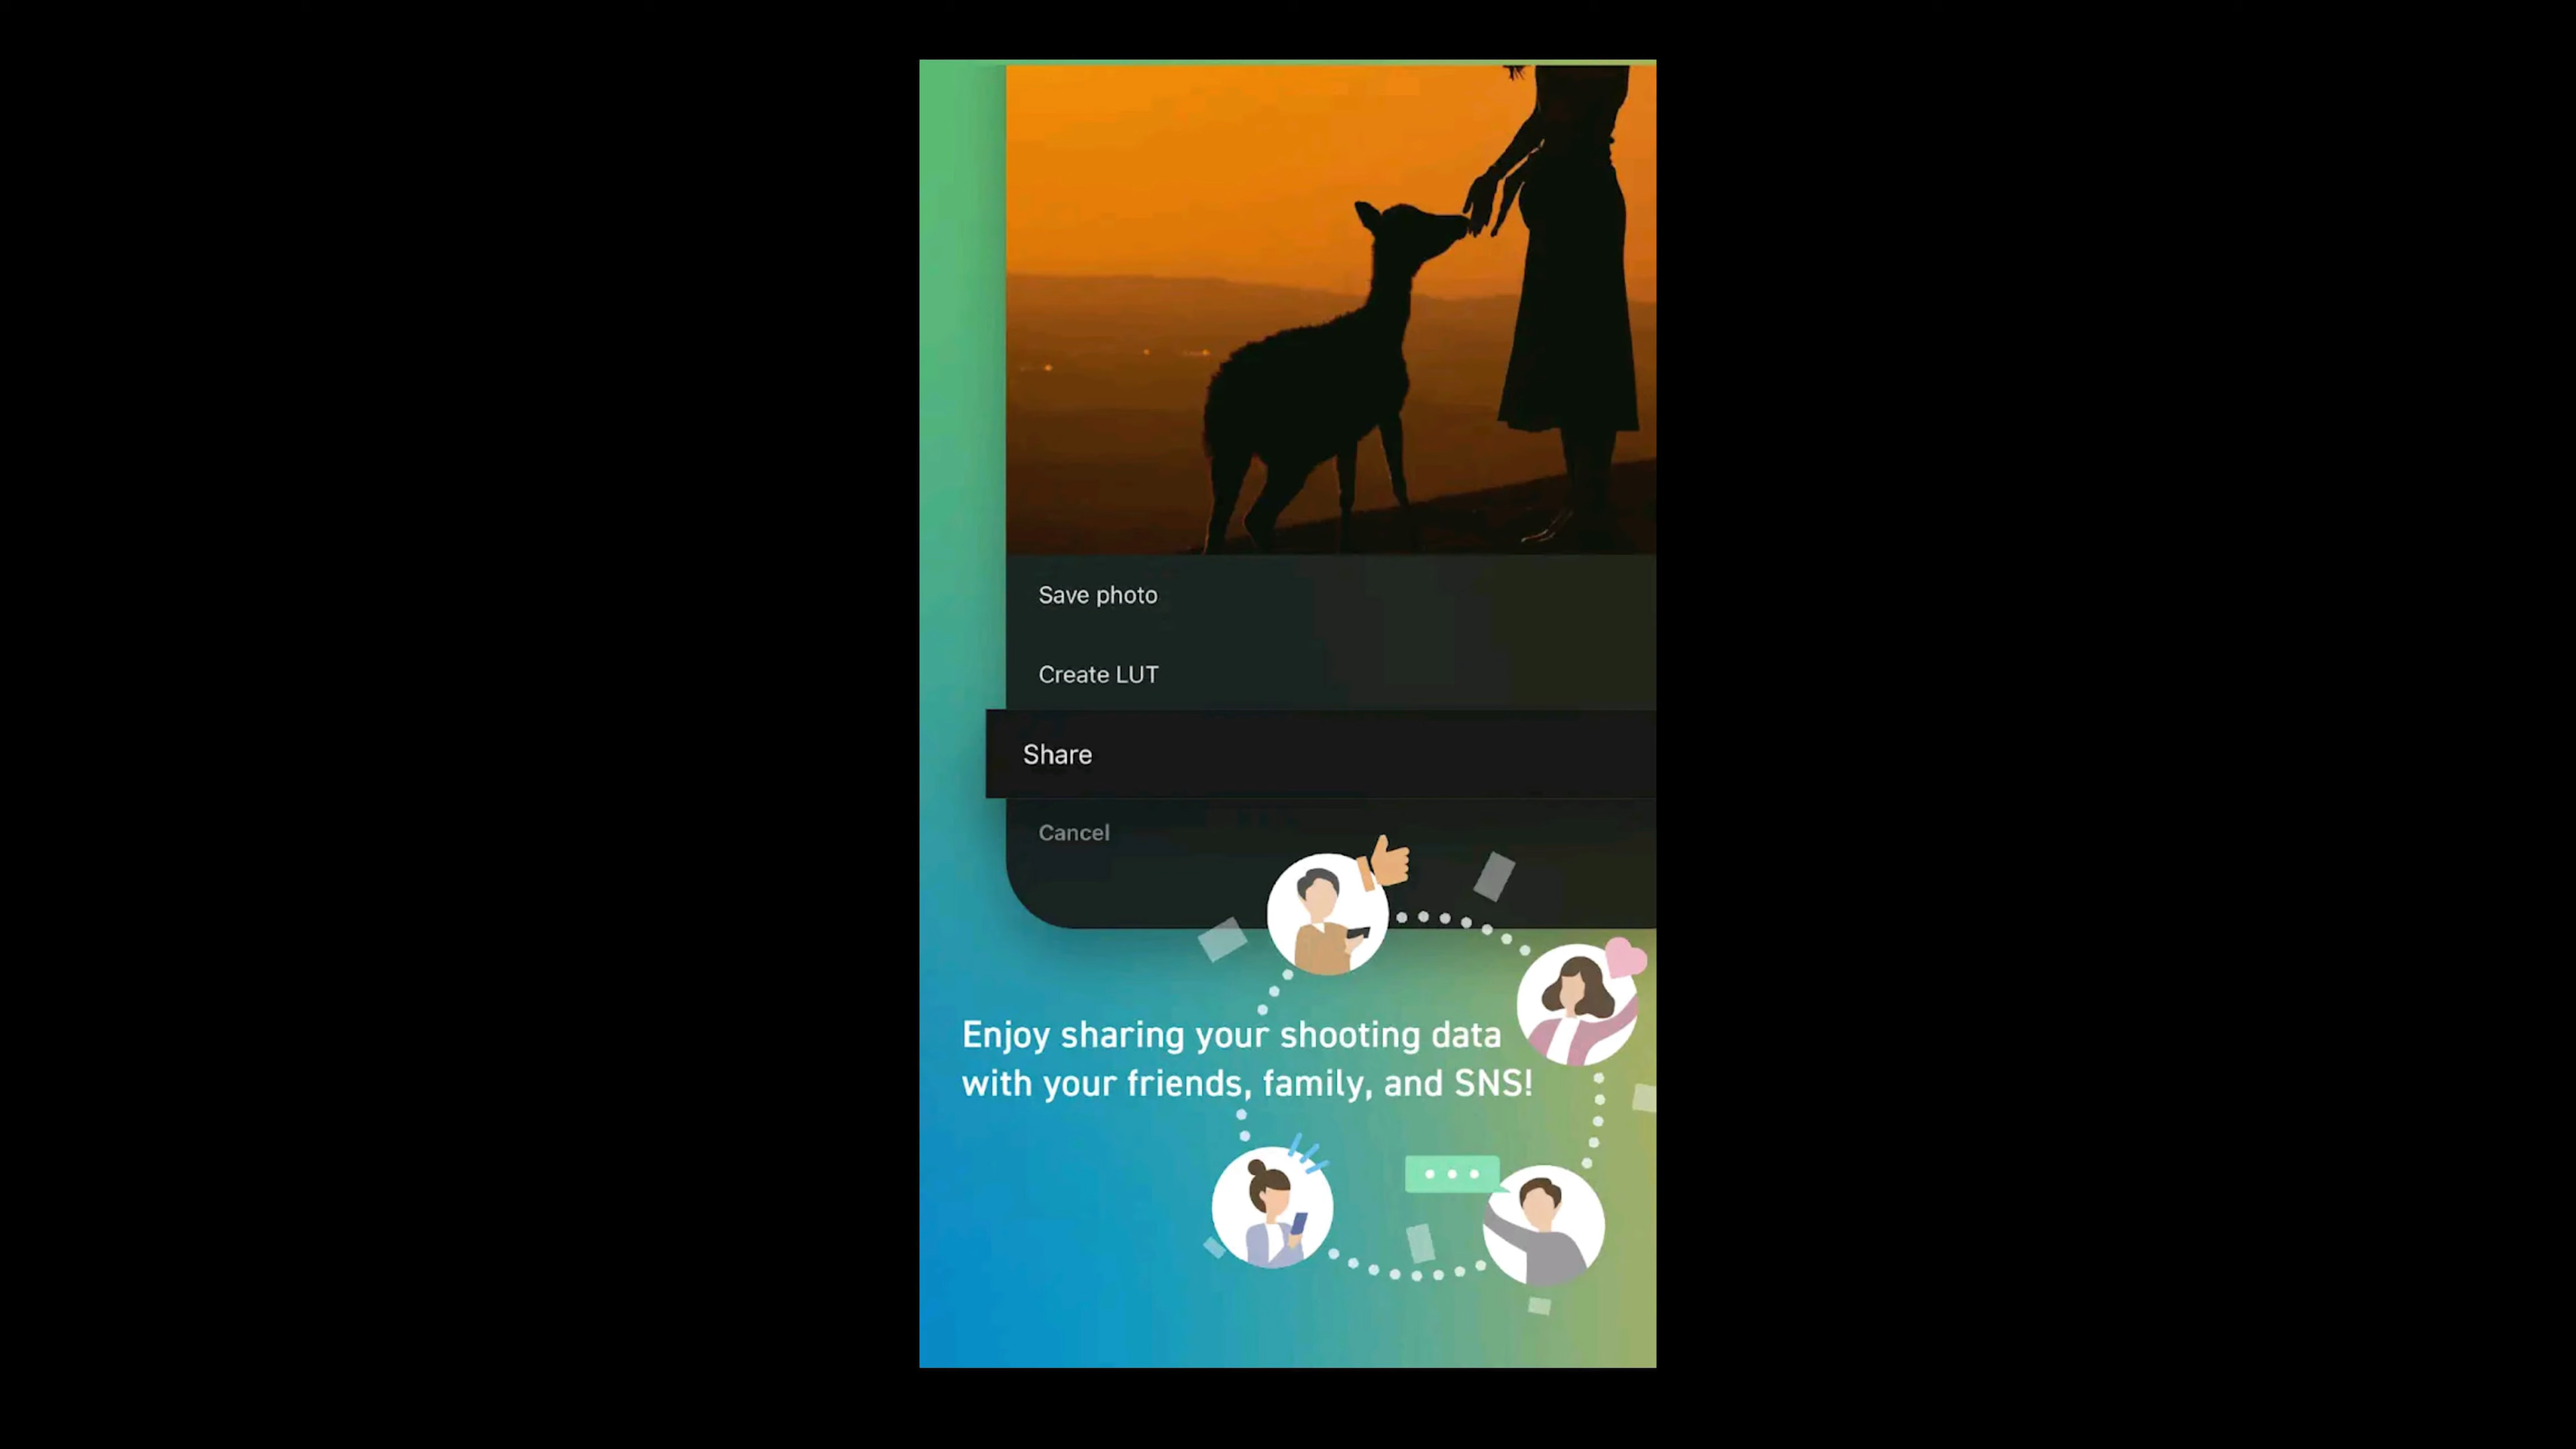 Save photo
Create LUT
Share
Cancel
Enjoy sharing your shooting data
with your friends, family, and SNS!